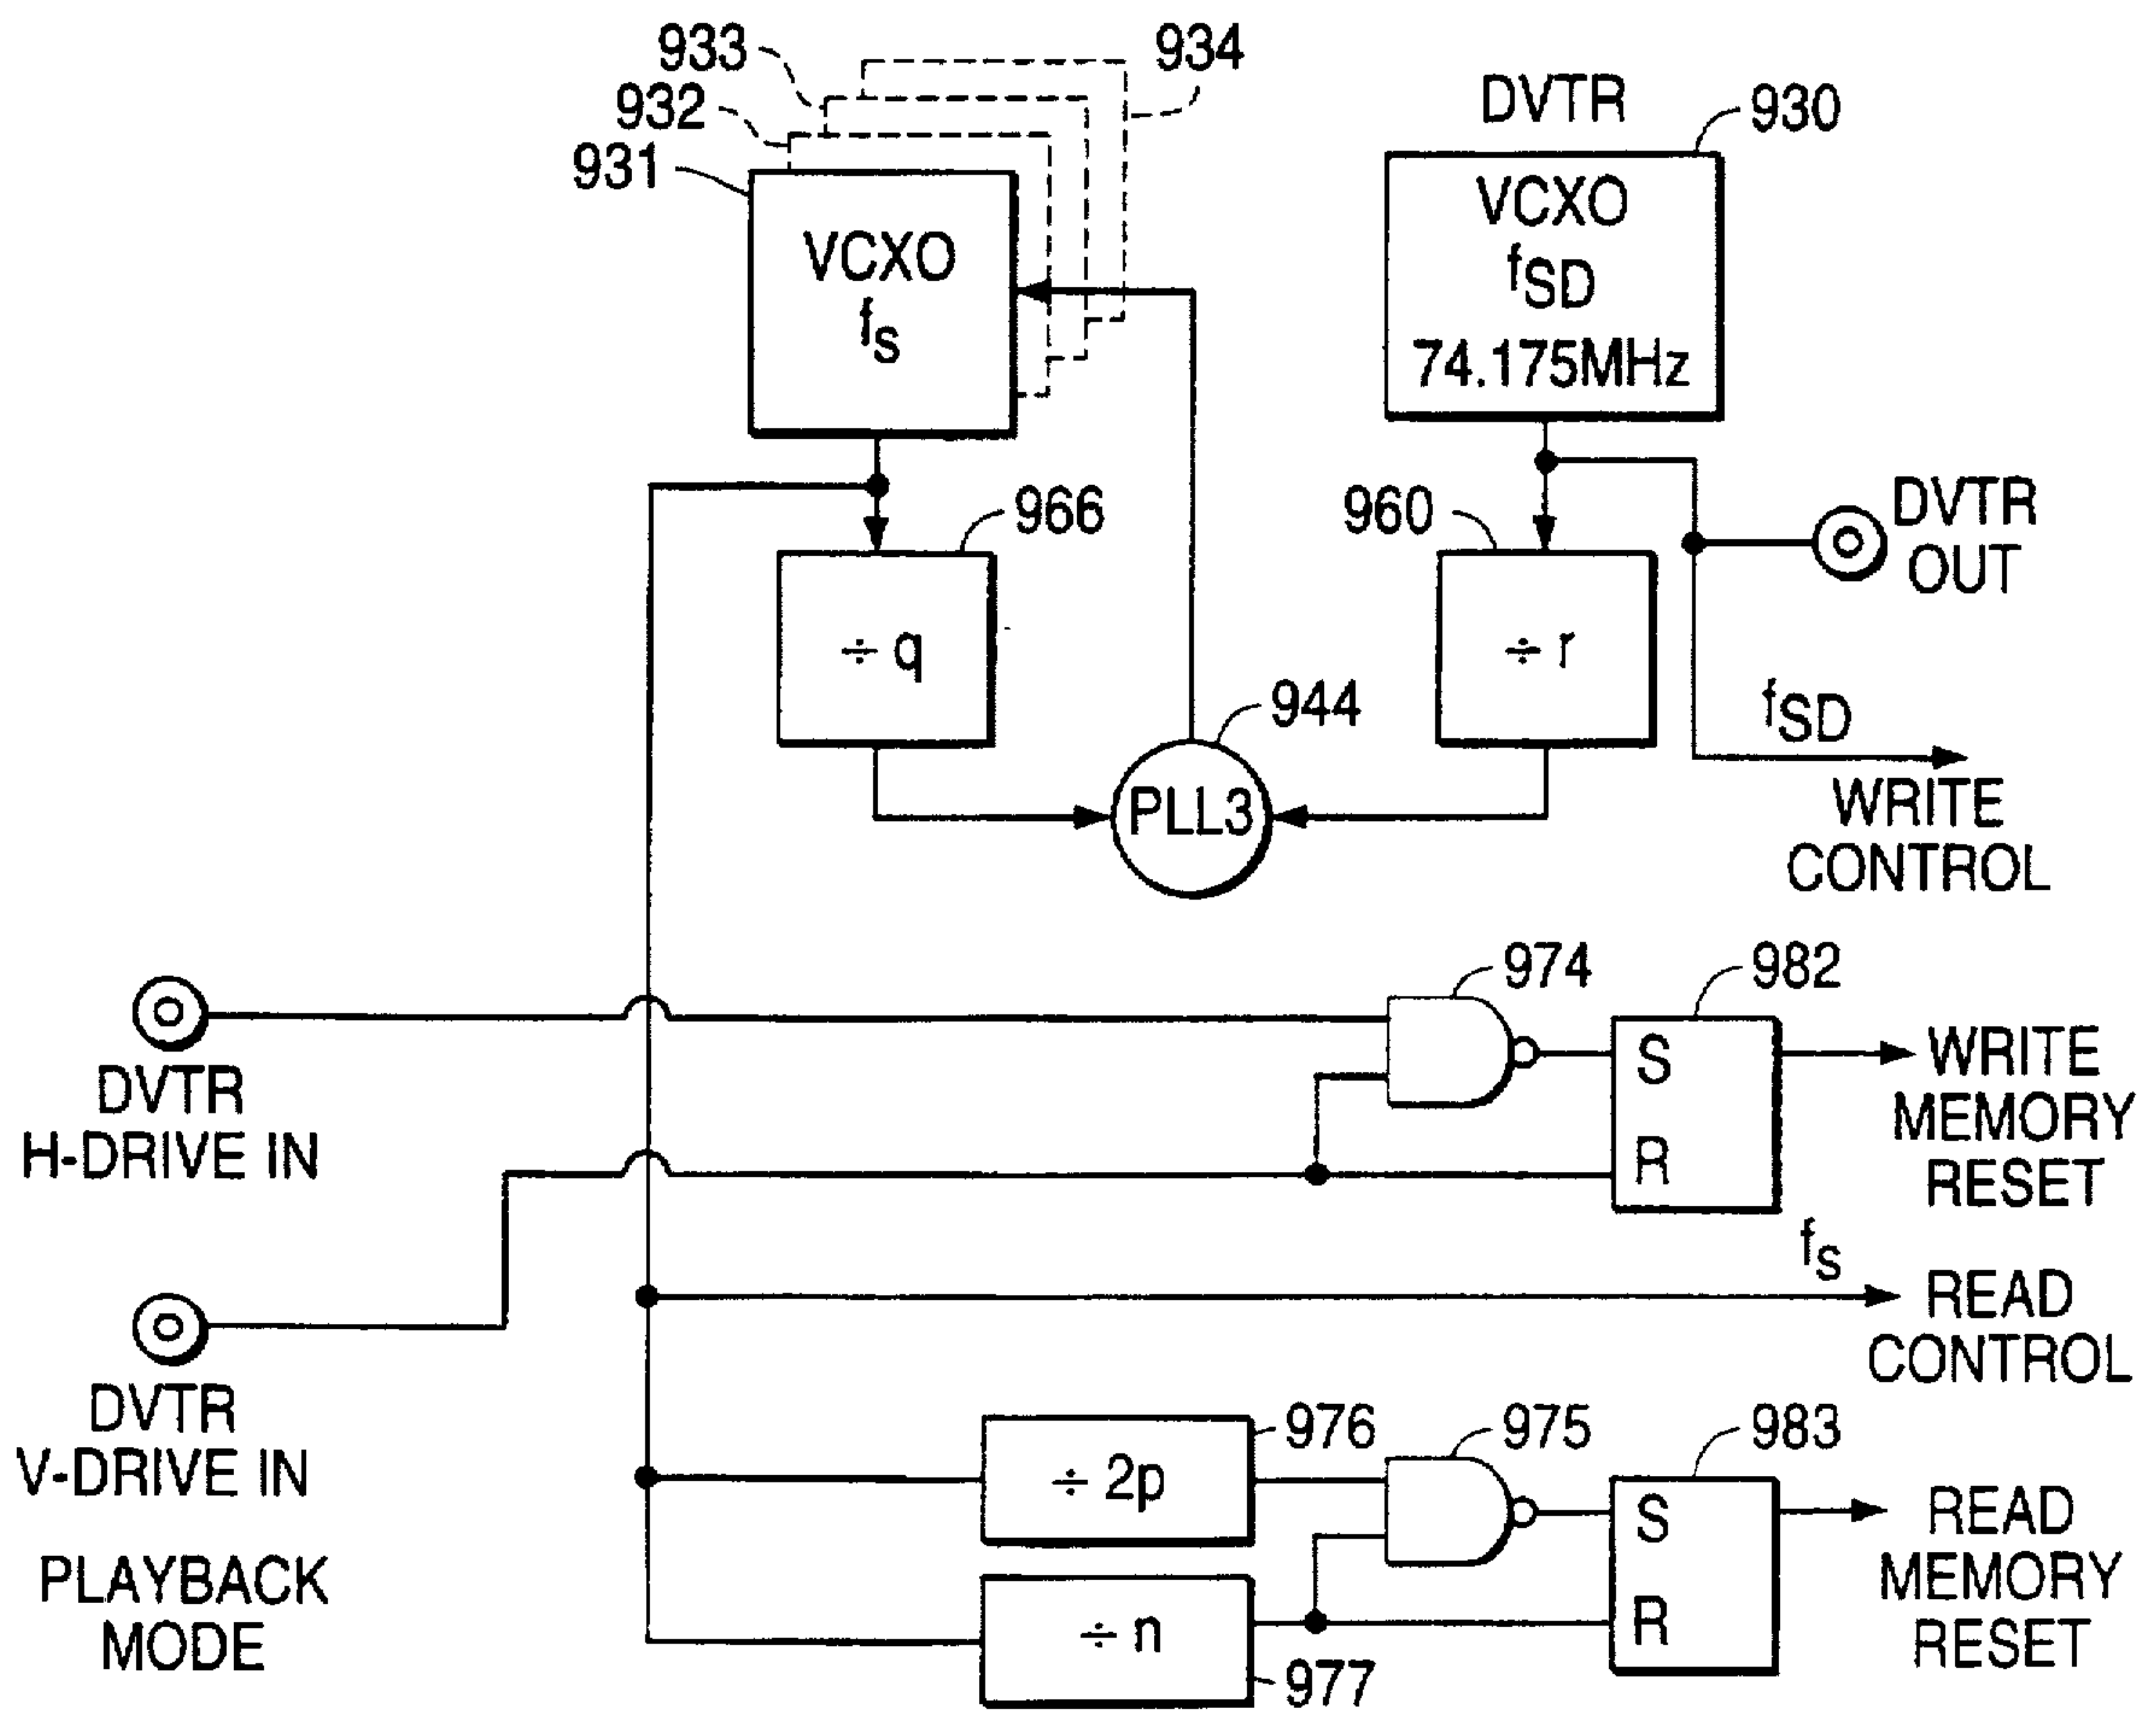 933
934
932
931
DVTR
930
VCXO
fS
VCXO
fSD
74.175MHz
966
960
DVTR
OUT
÷ q
÷ r
944
fSD
PLL3
WRITE
CONTROL
974
982
DVTR
H-DRIVE IN
S
R
WRITE
MEMORY
RESET
fS
READ
CONTROL
DVTR
V-DRIVE IN
976
975
983
÷ 2p
S
R
READ
MEMORY
RESET
÷ n
977
PLAYBACK
MODE